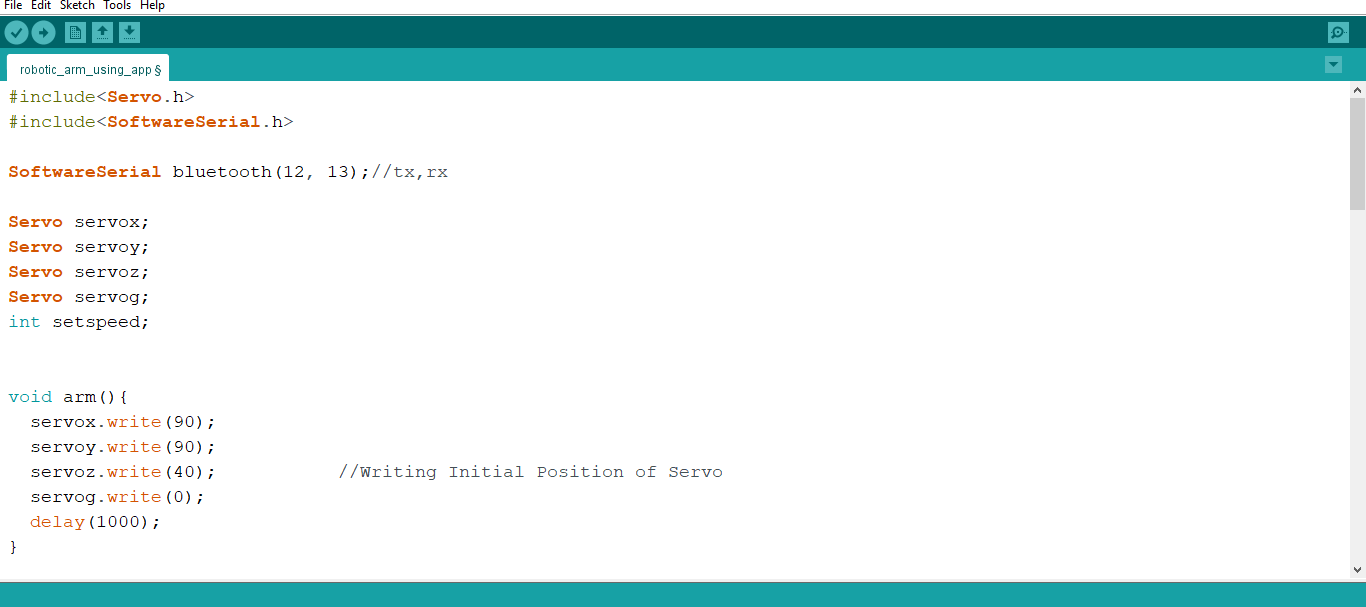 File Edit Sketch Tools Help
robotic_arm_using_app §
#include<Servo.h>
#include<SoftwareSerial.h>
SoftwareSerial bluetooth(12, 13);//tx,rx
Servo servox;
Servo servoy;
Servo servoz;
Servo servog;
int setspeed;
void arm(){
servox.write(90);
servoy.write(90);
servoz.write(40); //Writing Initial Position of Servo
servog.write(0);
delay(1000);
}